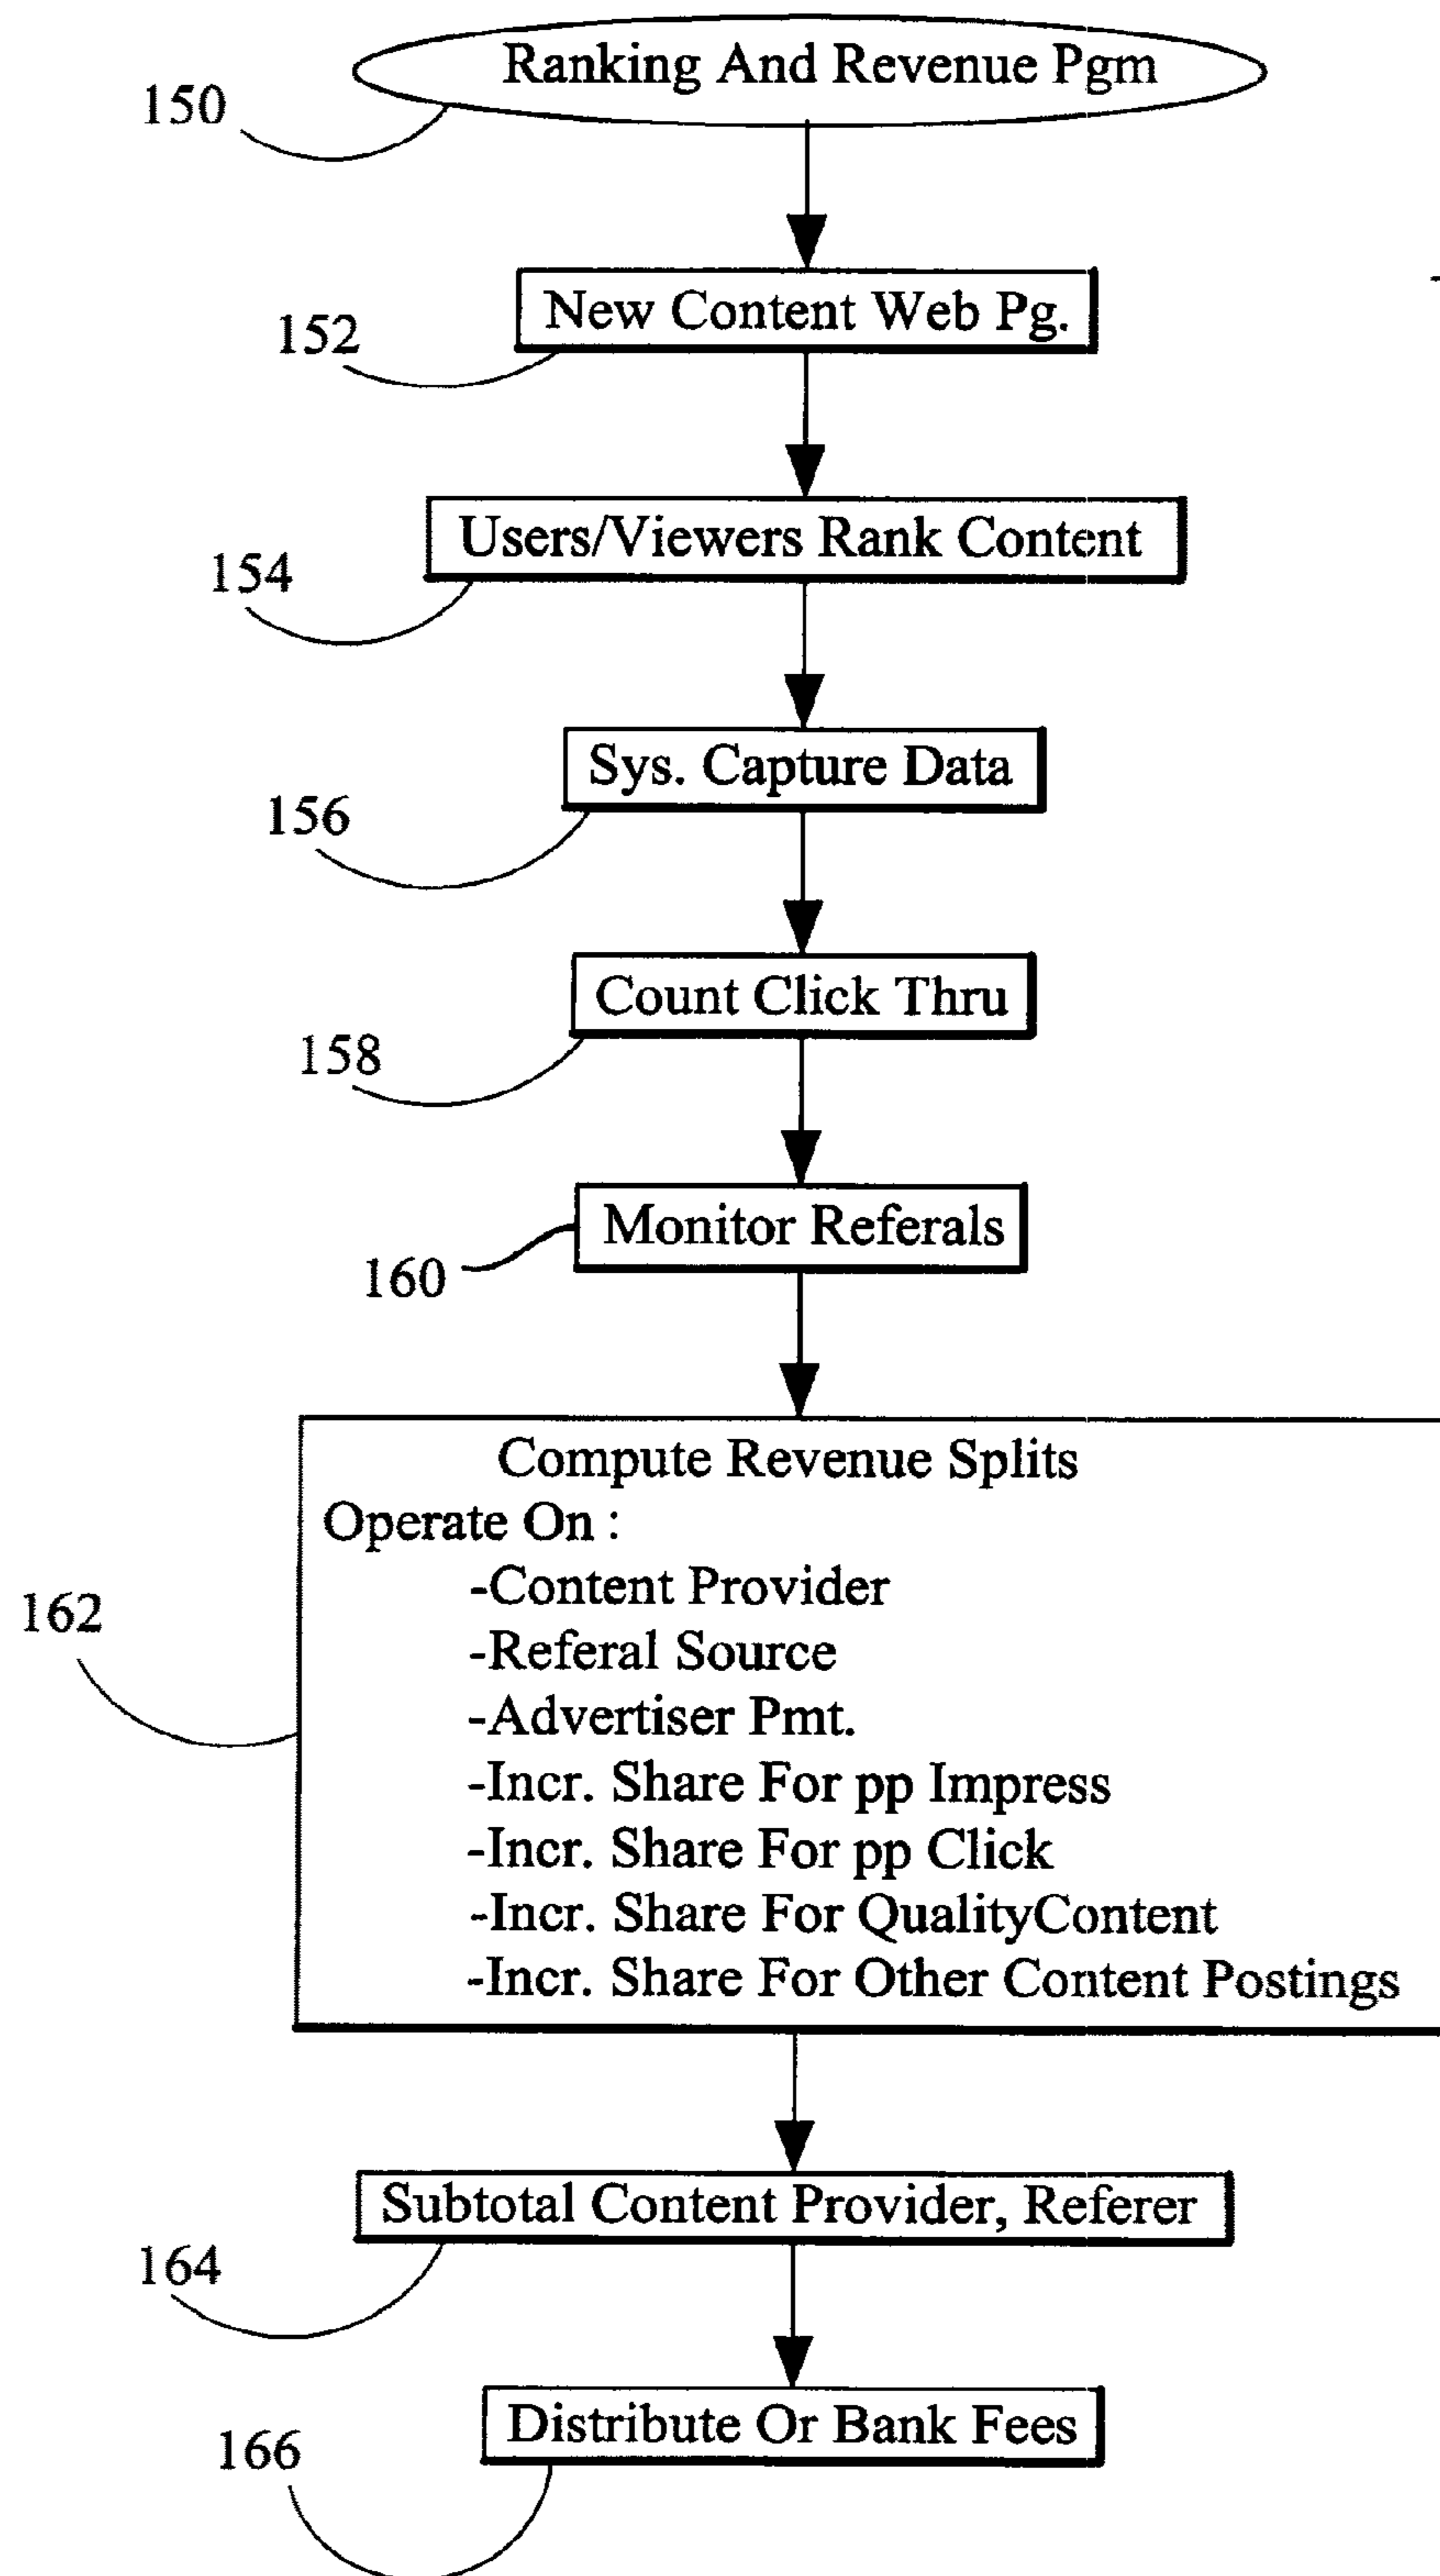 Ranking And Revenue Pgm
150
New Content Web Pg.
152
Users/Viewers Rank Content
154
Sys. Capture Data
156
Count Click Thru
158
Monitor Referals
160
Compute Revenue Splits
Operate On :
-Content Provider
-Referal Source
-Advertiser Pmt.
-Incr. Share For pp Impress
-Incr. Share For pp Click
-Incr. Share For QualityContent
-Incr. Share For Other Content Postings
162
Subtotal Content Provider, Referer
164
Distribute Or Bank Fees
166